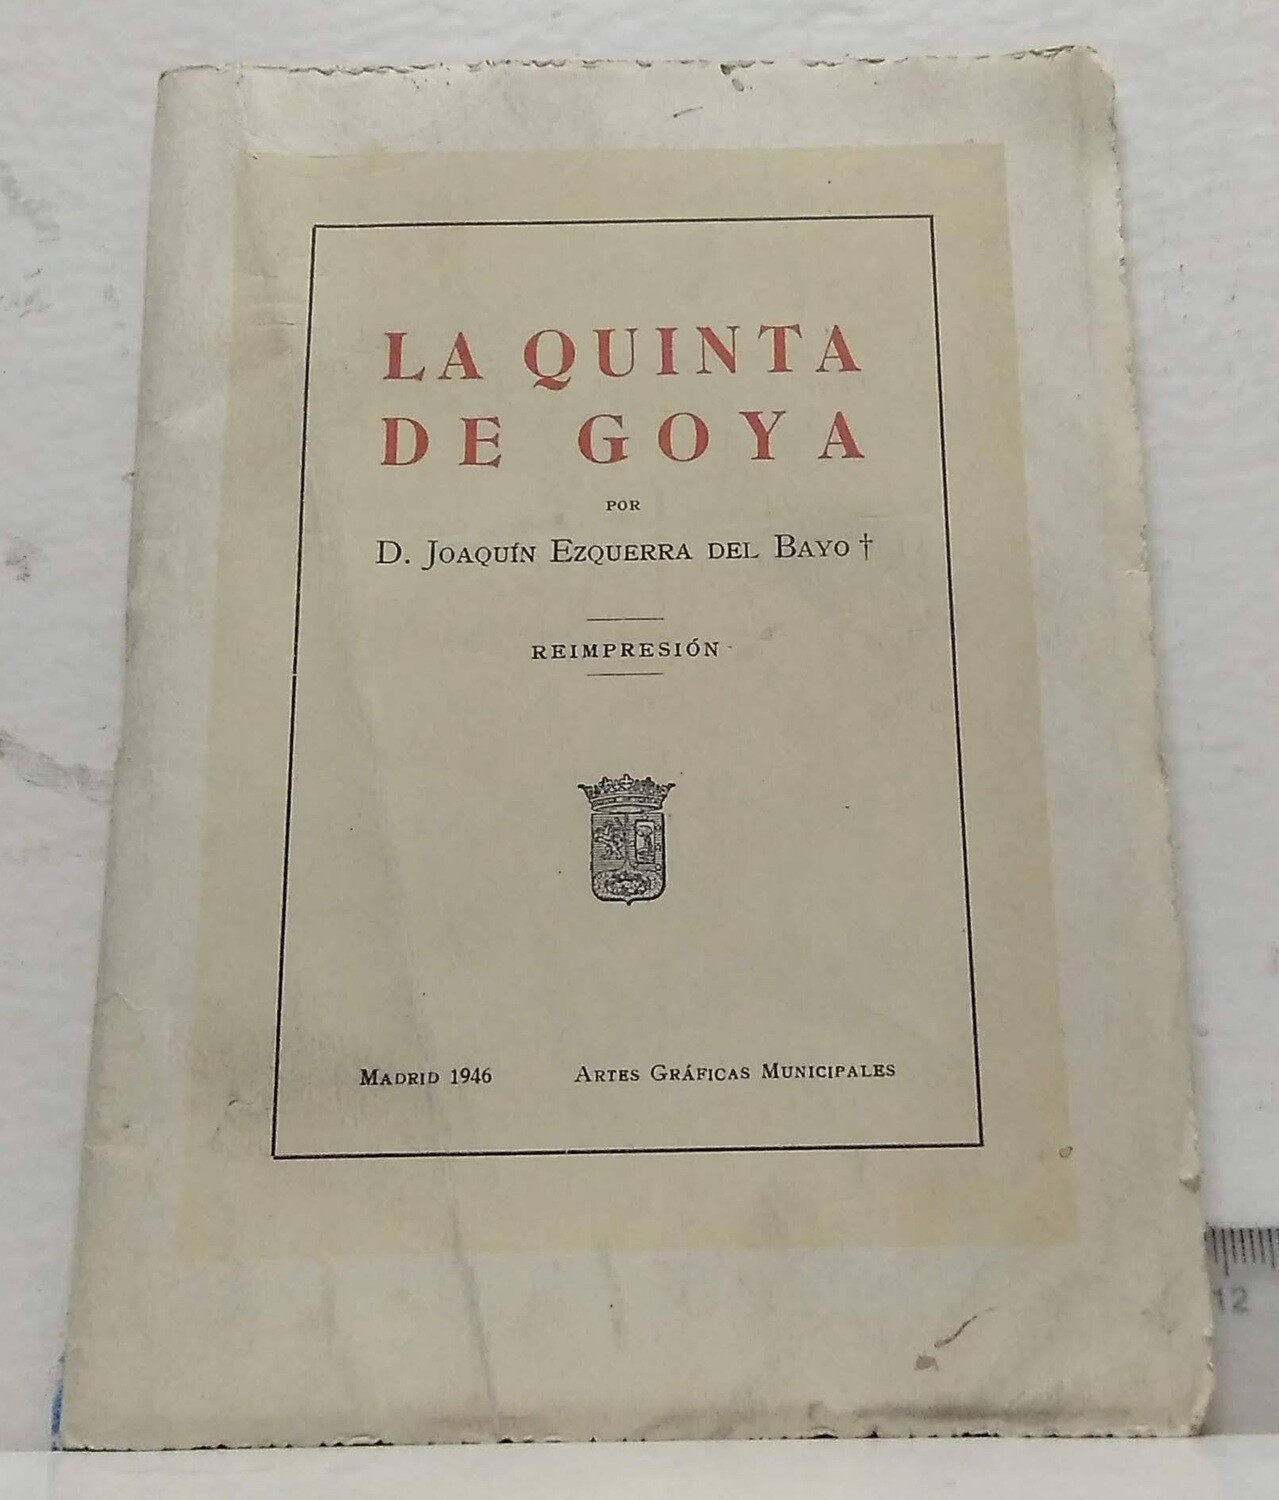 LA QUINTA
DE GOYA
POR
D. JOAQUÍN EZQUERRA DEL BAYO †
REIMPRESIÓN
MADRID 1946 ARTES GRÁFICAS MUNICIPALES
12